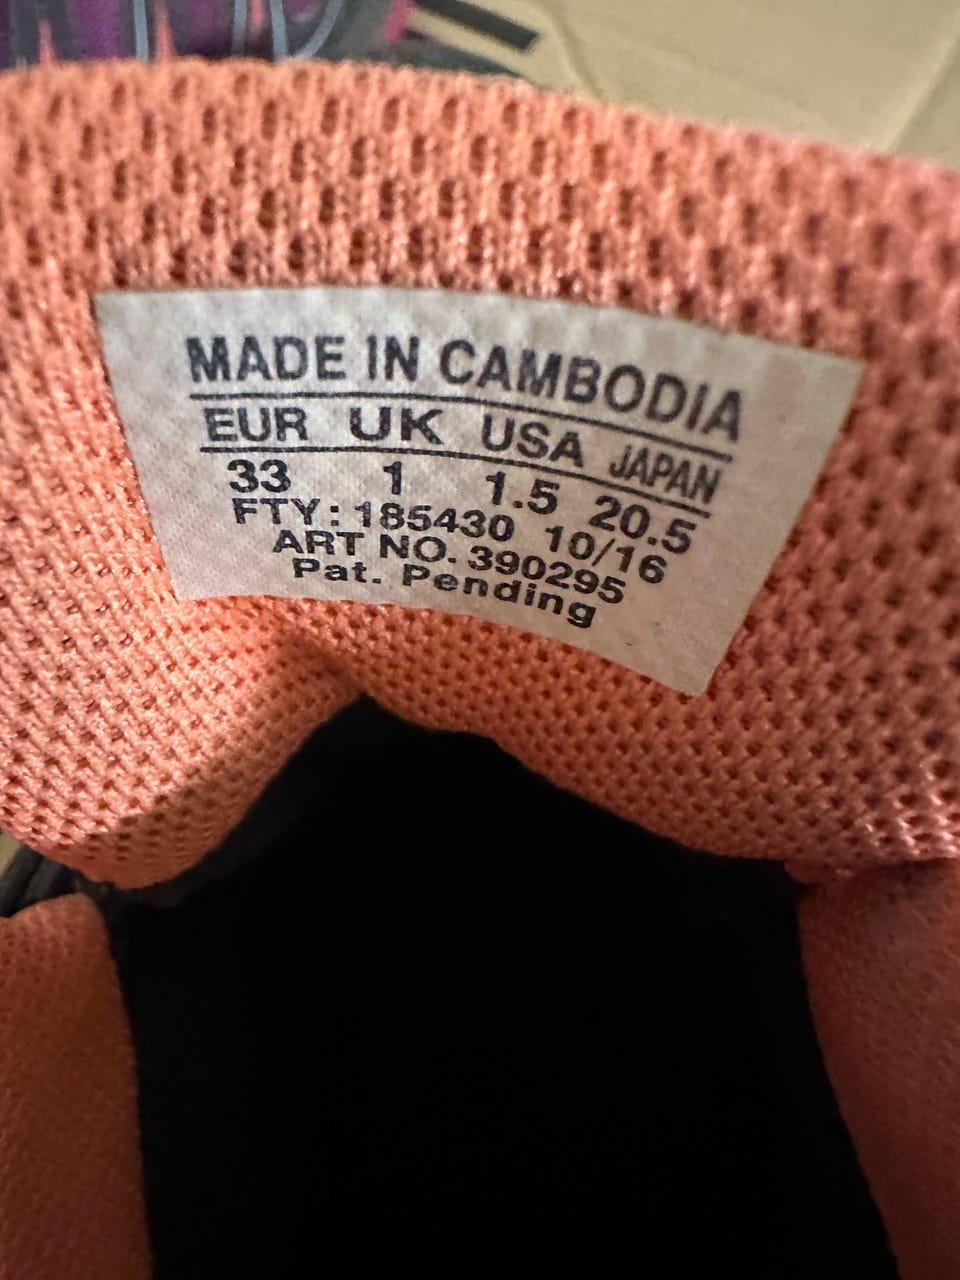 MADE IN CAMBODIA
EUR UK USA JAPAN
33 1 1.5 20.5
FTY: 185430 10/16
ART NO. 390295
Pat. Pending